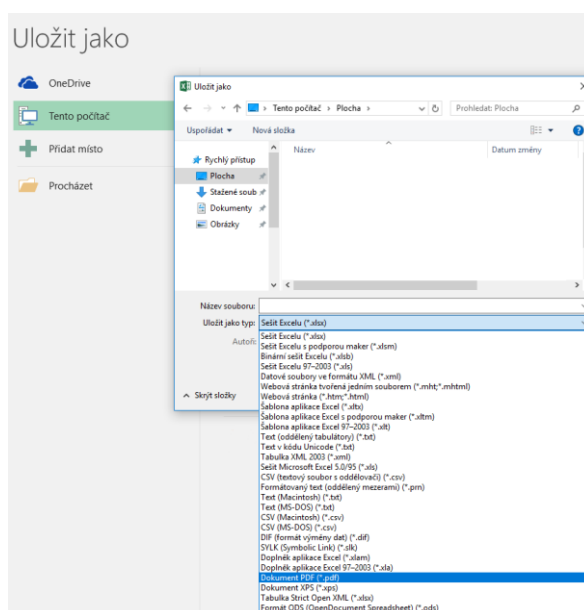 Uložit jako
OneDrive
Tento počítač
Přidat místo
Procházet
Uložit jako
Tento počítač › Plocha ›
Prohledat: Plocha
Uspořádat
Nová složka
Název
Datum změny
Rychlý přístup
Plocha
Stažené soub
Dokumenty
Obrázky
Název souboru:
Uložit jako typ: Sešit Excelu (*.xlsx)
Autoři:
Skrýt složky
Sešit Excelu (*.xlsx)
Sešit Excelu s podporou maker (*.xlsm)
Binární sešit Excelu (*.xlsb)
Sešit Excelu 97–2003 (*.xls)
Datové soubory ve formátu XML (*.xml)
Webová stránka tvořená jedním souborem (*.mht;*.mhtml)
Webová stránka (*.htm;*.html)
Šablona aplikace Excel (*.xltx)
Šablona aplikace Excel s podporou maker (*.xltm)
Šablona aplikace Excel 97–2003 (*.xlt)
Text (oddělený tabulátory) (*.txt)
Text v kódu Unicode (*.txt)
Tabulka XML 2003 (*.xml)
Sešit Microsoft Excel 5.0/95 (*.xls)
CSV (textový soubor s oddělovači) (*.csv)
Formátovaný text (oddělený mezerami) (*.prn)
Text (Macintosh) (*.txt)
Text (MS-DOS) (*.txt)
CSV (Macintosh) (*.csv)
CSV (MS-DOS) (*.csv)
DIF (formát výměny dat) (*.dif)
SYLK (Symbolic Link) (*.slk)
Doplněk aplikace Excel (*.xlam)
Doplněk aplikace Excel 97–2003 (*.xla)
Dokument PDF (*.pdf)
Dokument XPS (*.xps)
Tabulka Strict Open XML (*.xlsx)
Formát ODS (OpenDocument Spreadsheet) (*.ods)